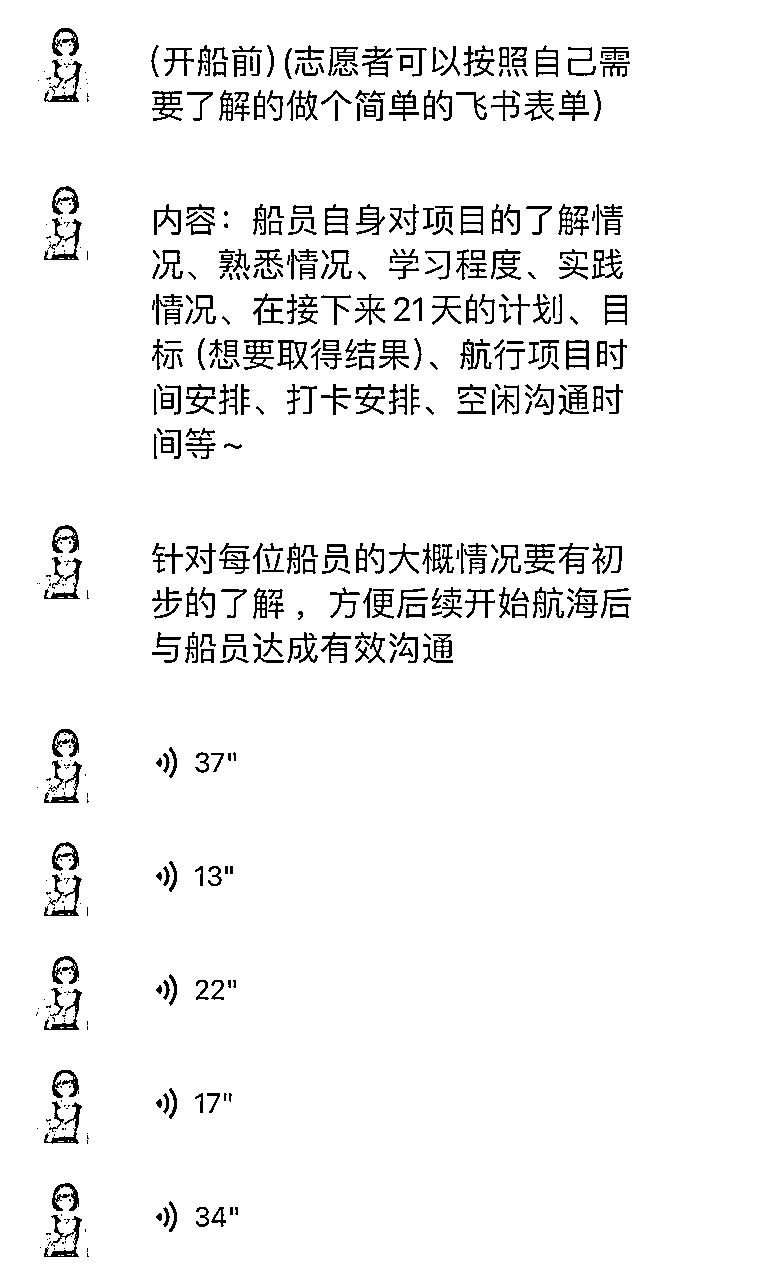 (开船前)(志愿者可以按照自己需
要了解的做个简单的飞书表单)
内容：船员自身对项目的了解情
况、熟悉情况、学习程度、实践
情况、在接下来21天的计划、目
标(想要取得结果)、航行项目时
间安排、打卡安排、空闲沟通时
间等~
针对每位船员的大概情况要有初
步的了解，方便后续开始航海后
与船员达成有效沟通
37"
13"
22"
17"
34"